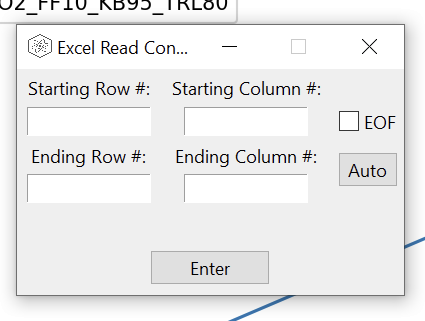 O2_FF10_KB95_TRL80
Excel Read Con...
Starting Row #: Starting Column #:
EOF
Ending Row #: Ending Column #:
Auto
Enter